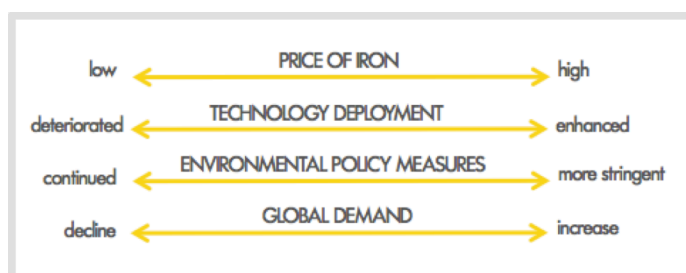 PRICE OF IRON
low high
TECHNOLOGY DEPLOYMENT
deteriorated enhanced
ENVIRONMENTAL POLICY MEASURES
continued more stringent
GLOBAL DEMAND
decline increase